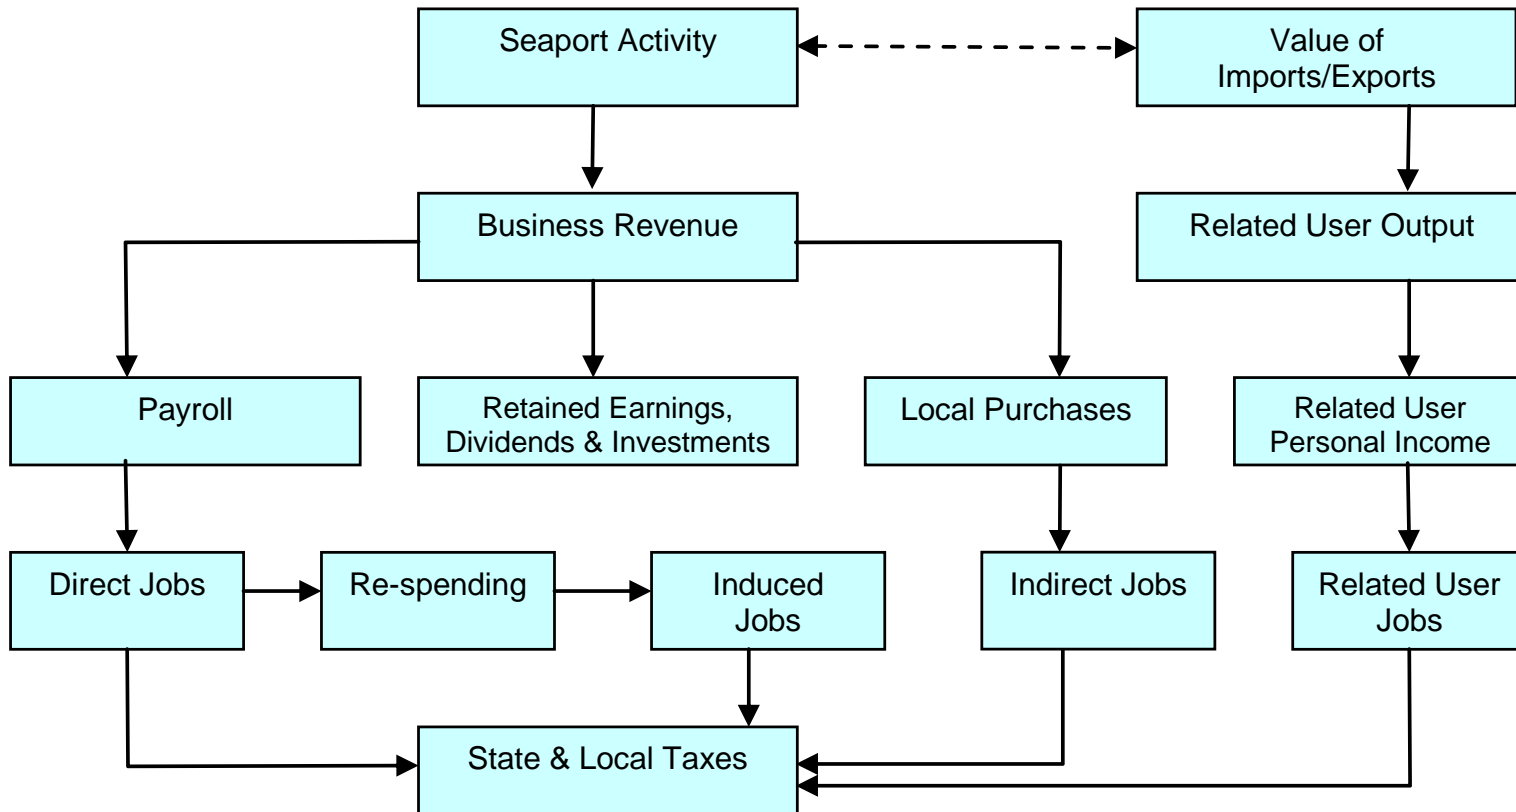 Seaport Activity
Value of
Imports/Exports
Business Revenue
Related User Output
Payroll
Retained Earnings,
Dividends & Investments
Local Purchases
Related User
Personal Income
Direct Jobs
Re-spending
Induced
Jobs
Indirect Jobs
Related User
Jobs
State & Local Taxes